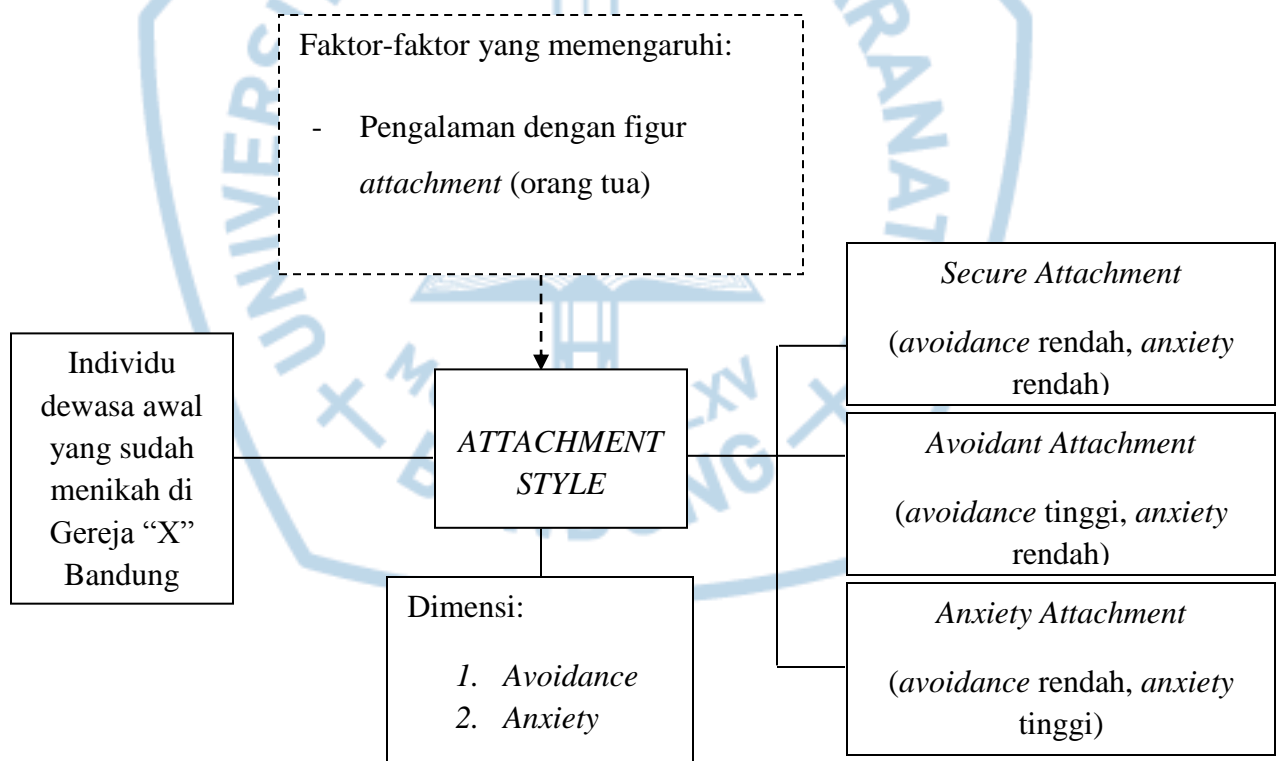 Faktor-faktor yang memengaruhi:
- Pengalaman dengan figur
attachment (orang tua)
Individu
dewasa awal
yang sudah
menikah di
Gereja “X”
Bandung
ATTACHMENT
STYLE
Dimensi:
1. Avoidance
2. Anxiety
Secure Attachment
(avoidance rendah, anxiety
rendah)
Avoidant Attachment
(avoidance tinggi, anxiety
rendah)
Anxiety Attachment
(avoidance rendah, anxiety
tinggi)